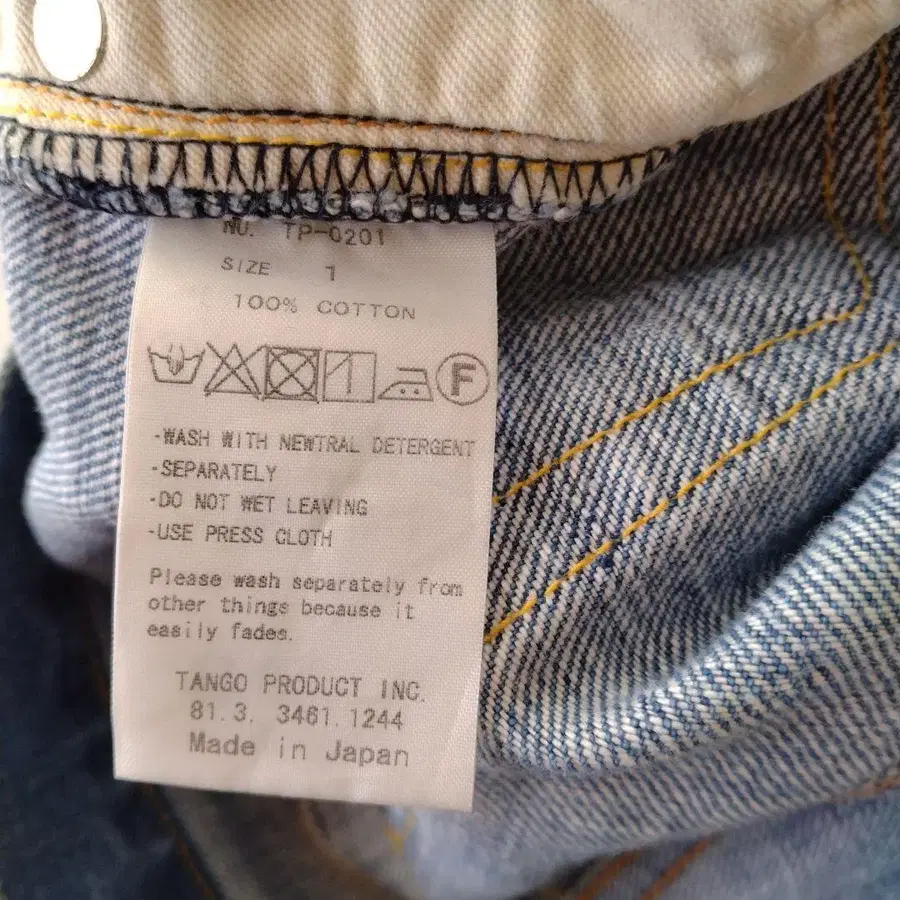 NO. TP-0201
SIZE 1
100% COTTON
1 F
-WASH WITH NEWTRAL DETERGENT
-SEPARATELY
-DO NOT WET LEAVING
-USE PRESS CLOTH
Please wash separately from
other things because it
easily fades.
TANGO PRODUCT INC.
81.3. 3461.1244
Made in Japan